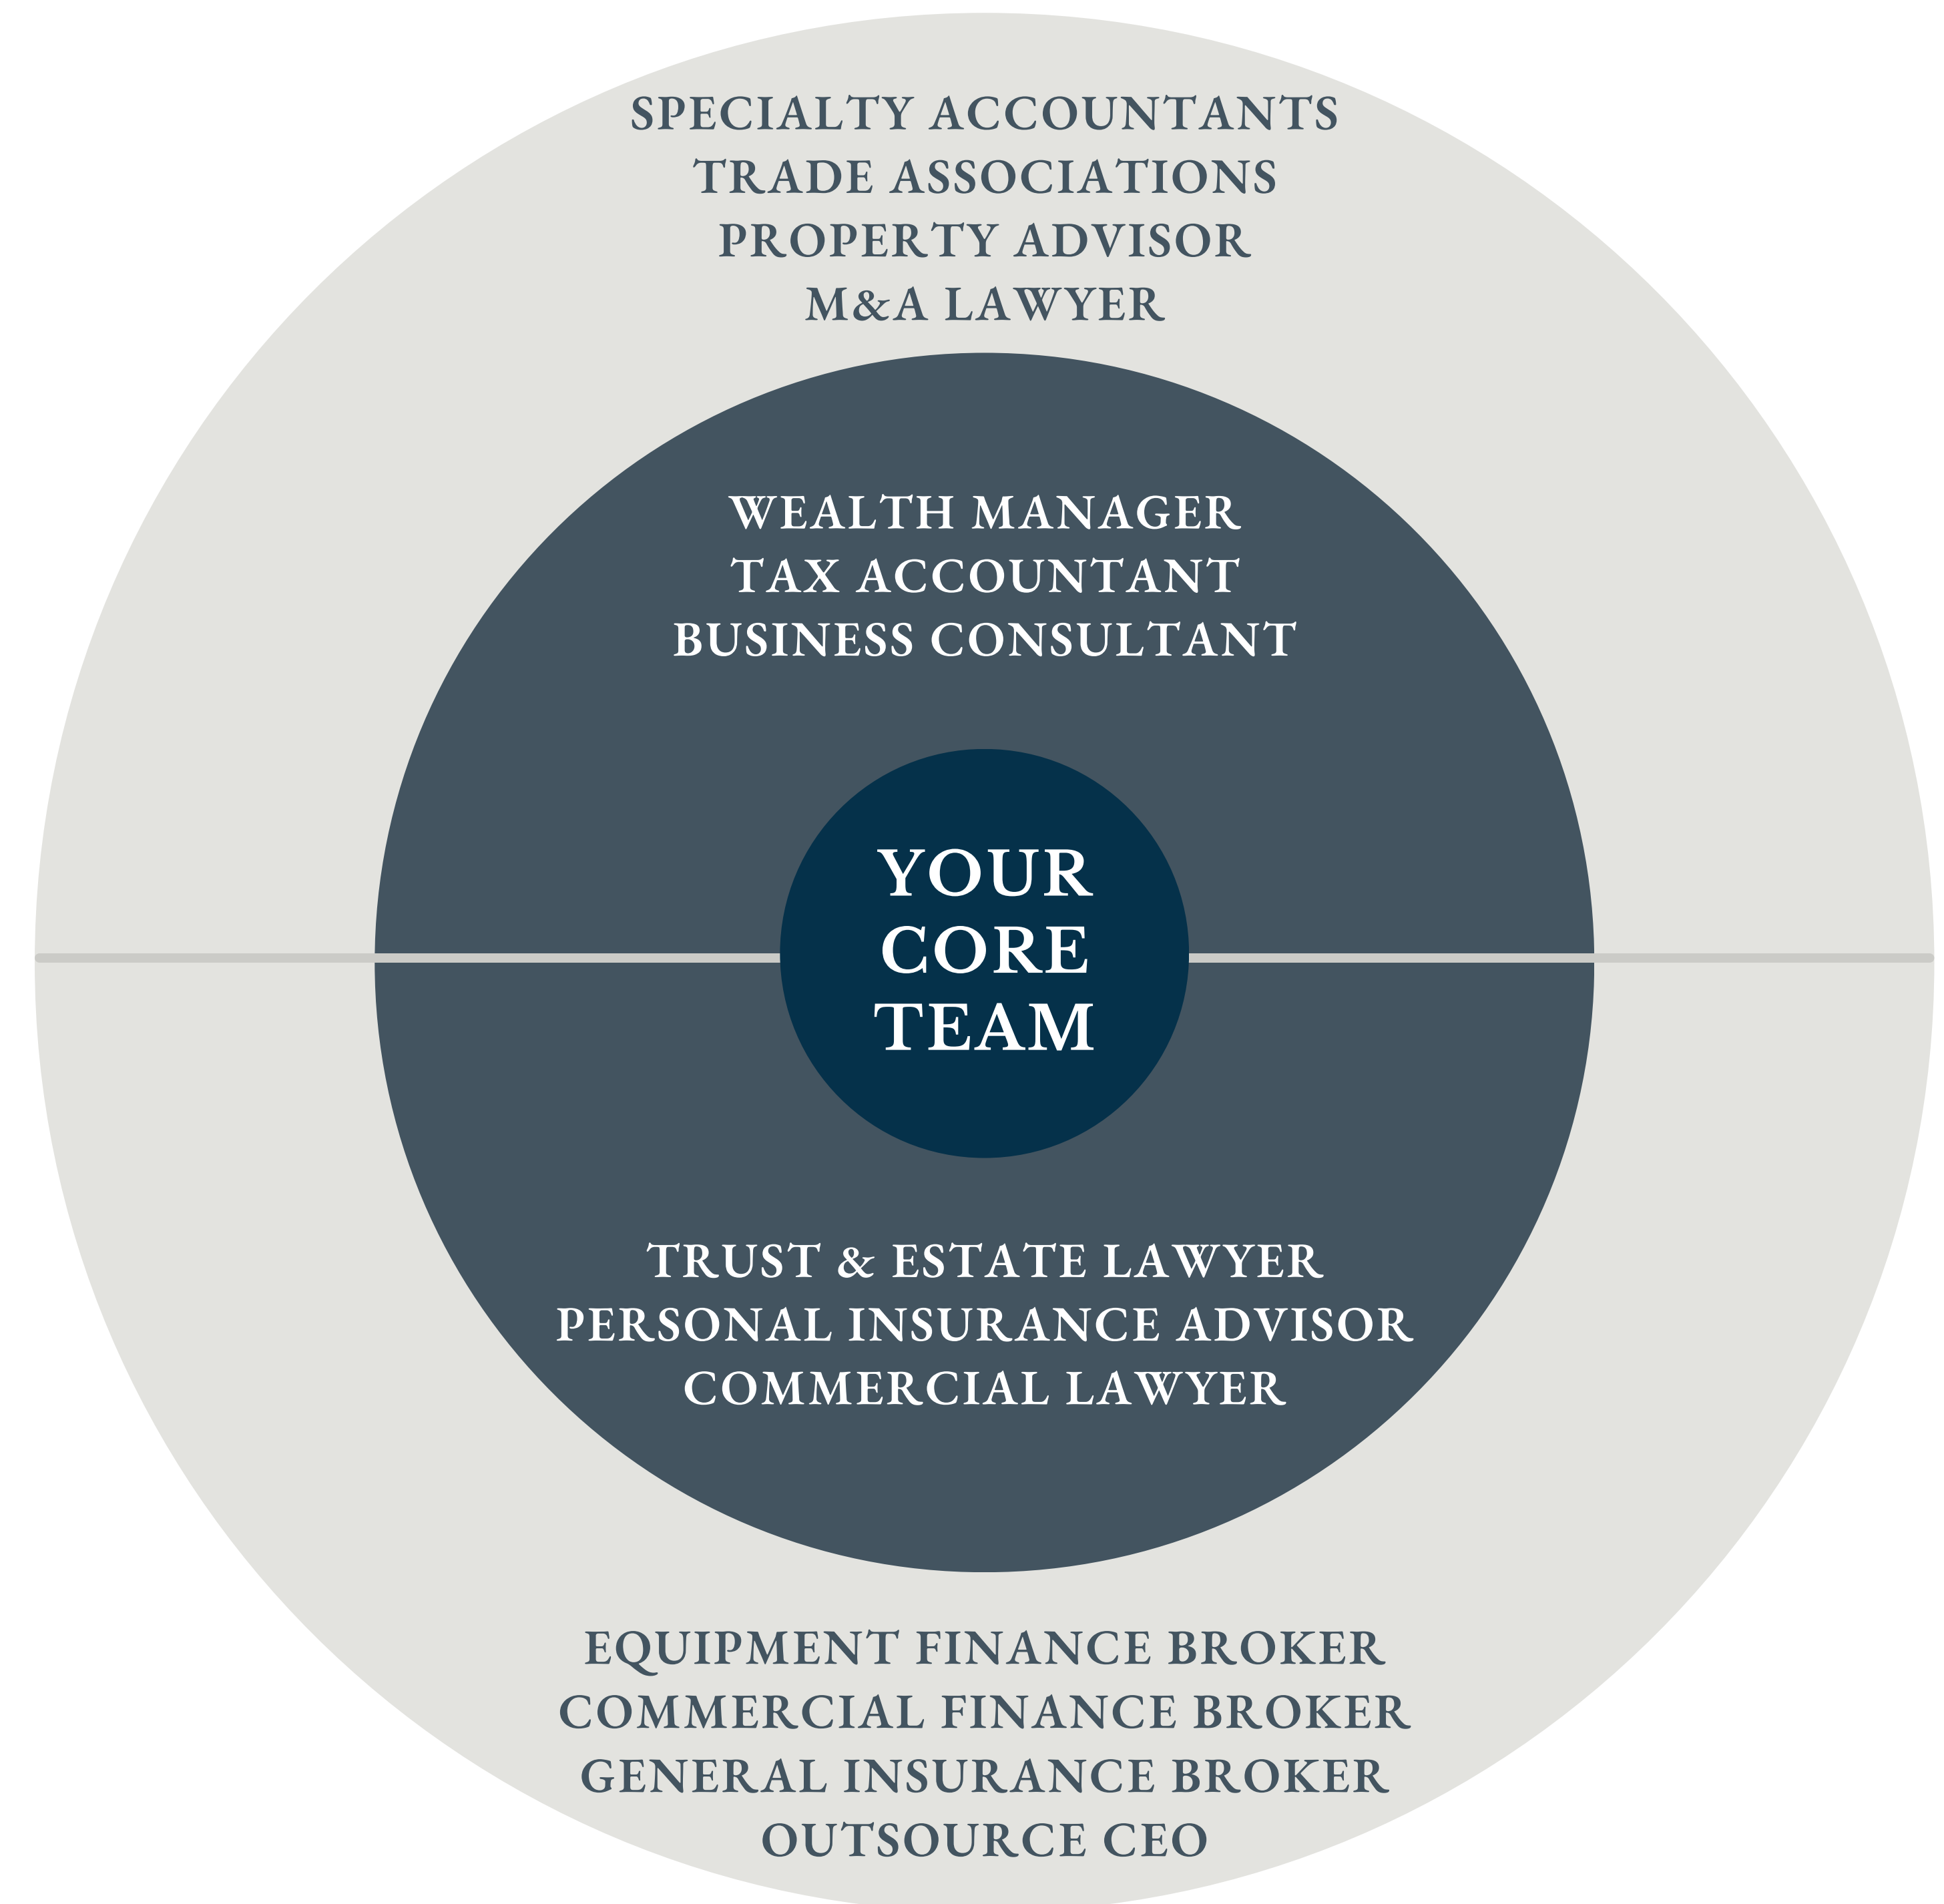 SPECIALTY ACCOUNTANTS
TRADE ASSOCIATIONS
PROPERTY ADVISOR
M&A LAWYER
WEALTH MANAGER
TAX ACCOUNTANT
BUSINESS CONSULTANT
YOUR
CORE
TEAM
TRUST & ESTATE LAWYER
PERSONAL INSURANCE ADVISOR
COMMERCIAL LAWYER
EQUIPMENT FINANCE BROKER
COMMERCIAL FINANCE BROKER
GENERAL INSURANCE BROKER
OUTSOURCE CEO